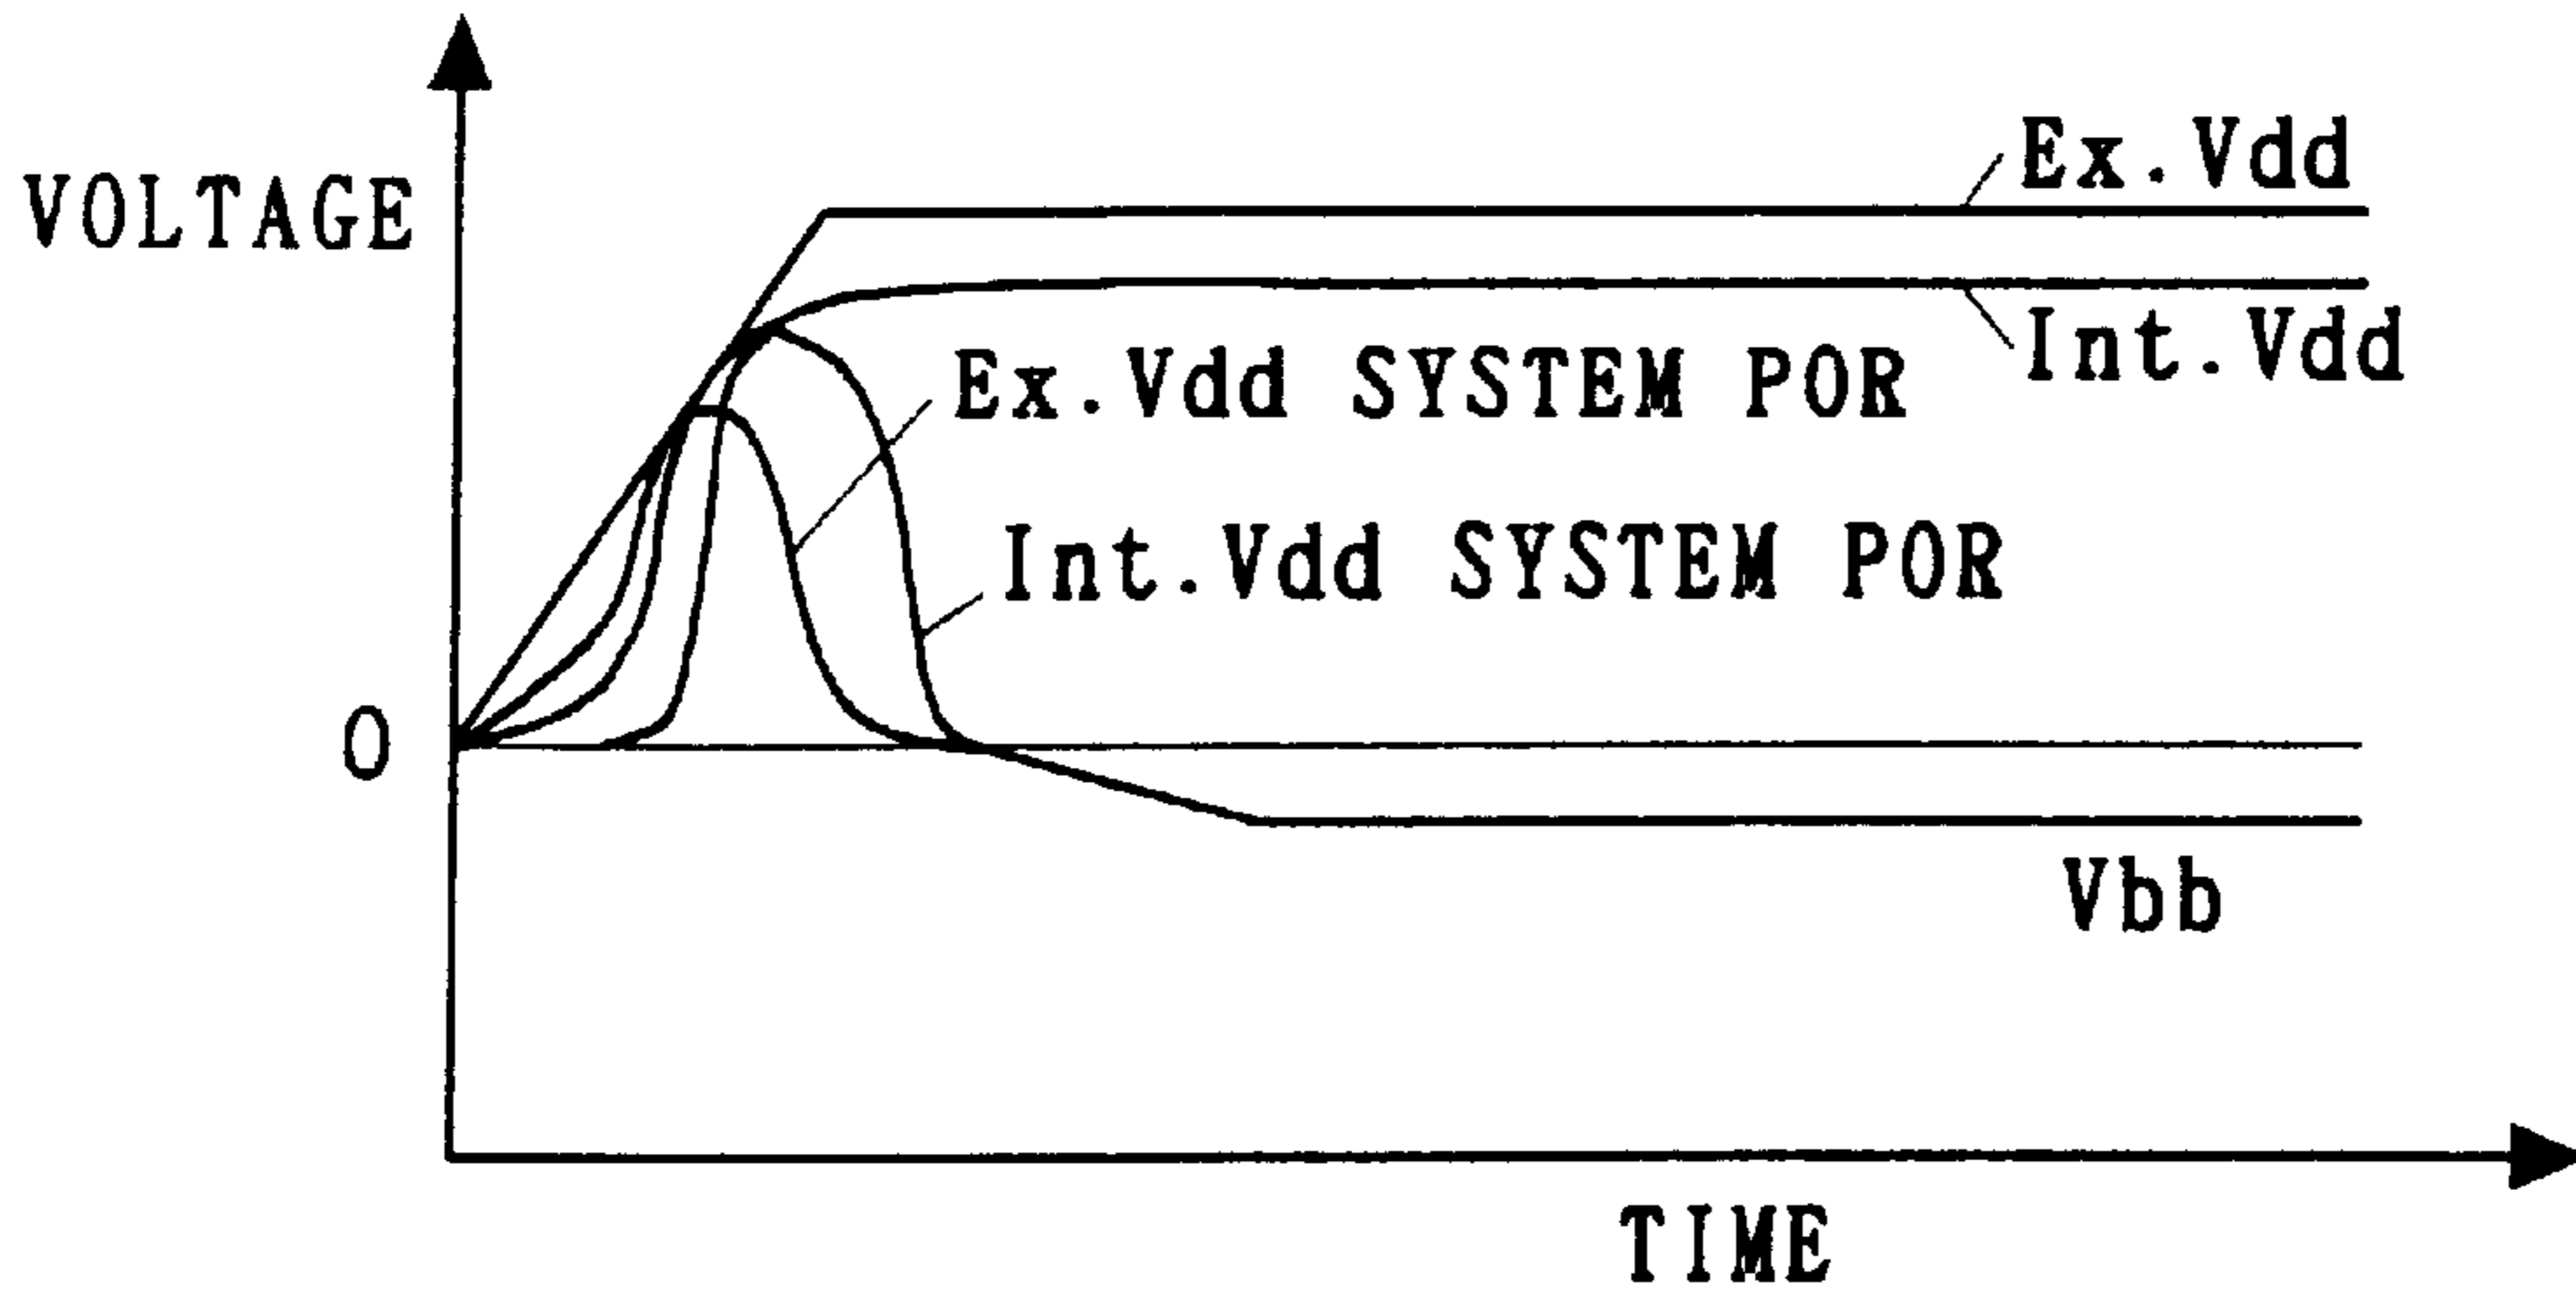 Ex.Vdd
VOLTAGE
Int.Vdd
Ex.Vdd SYSTEM POR
Int.Vdd SYSTEM POR
0
Vbb
TIME